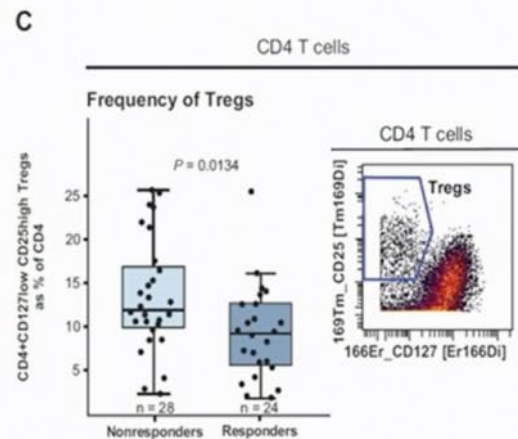 C
CD4 T cells
Frequency of Tregs
P = 0.0134
CD4+CD127low CD25high Tregs
as % of CD4
25
20
15
10
5
n = 28
n = 24
Nonresponders
Responders
CD4 T cells
Tregs
169Tm_CD25 [Tm169Di]
166Er_CD127 [Er166Di]